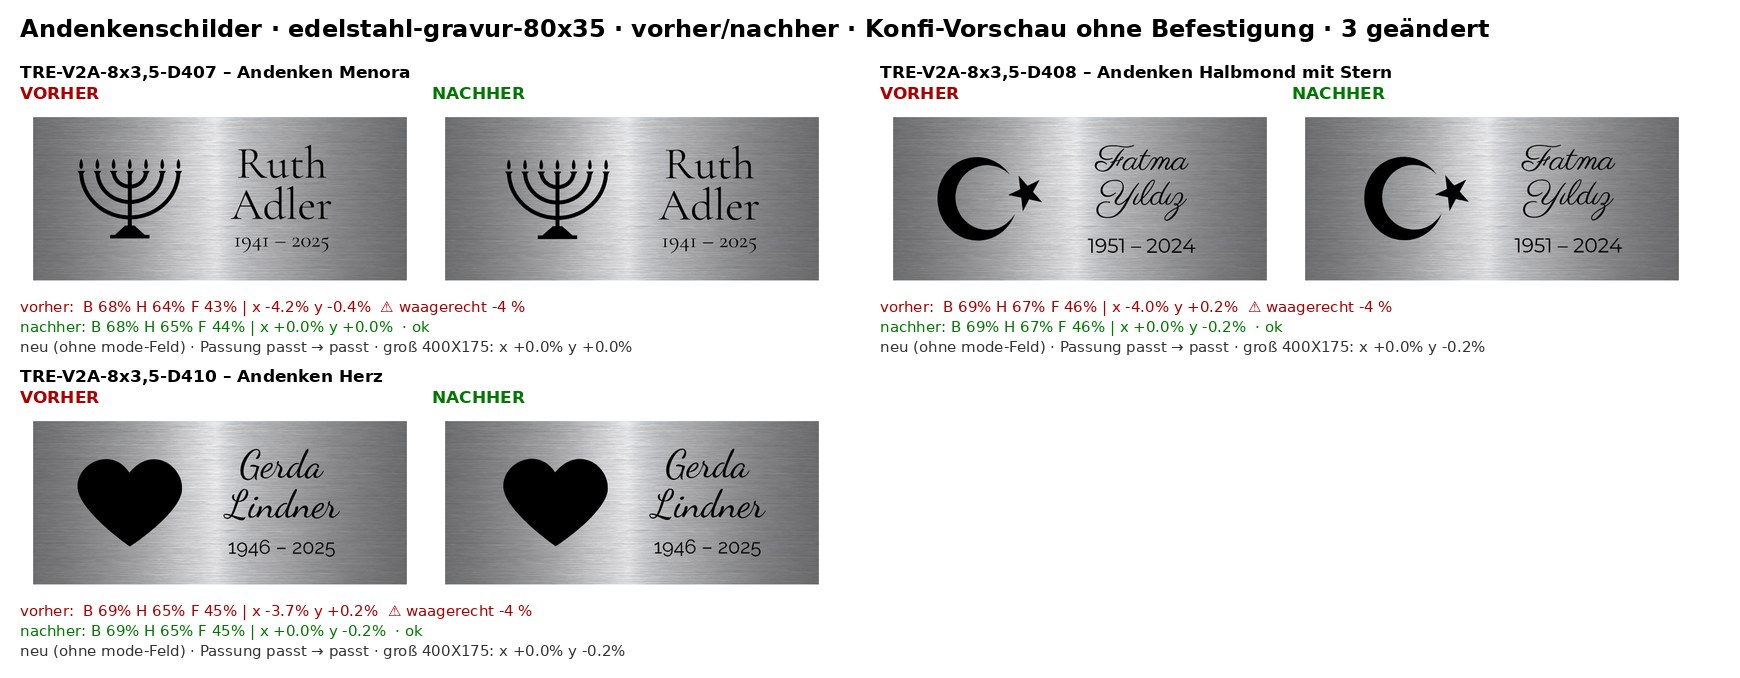 Andenkenschilder · edelstahl-gravur-80x35 · vorher/nachher · Konfi-Vorschau ohne Befestigung · 3 geändert
TRE-V2A-8x3,5-D407 – Andenken Menora
VORHER
NACHHER
Ruth
Adler
1941 – 2025
Ruth
Adler
1941 – 2025
vorher: B 68% H 64% F 43% | x -4.2% y -0.4% ⚠ waagerecht -4 %
nachher: B 68% H 65% F 44% | x +0.0% y +0.0% · ok
neu (ohne mode-Feld) · Passung passt → passt · groß 400X175: x +0.0% y +0.0%
TRE-V2A-8x3,5-D408 – Andenken Halbmond mit Stern
VORHER
NACHHER
Fatma
Yıldız
1951 – 2024
Fatma
Yıldız
1951 – 2024
vorher: B 69% H 67% F 46% | x -4.0% y +0.2% ⚠ waagerecht -4 %
nachher: B 69% H 67% F 46% | x +0.0% y -0.2% · ok
neu (ohne mode-Feld) · Passung passt → passt · groß 400X175: x +0.0% y -0.2%
TRE-V2A-8x3,5-D410 – Andenken Herz
VORHER
NACHHER
Gerda
Lindner
1946 – 2025
Gerda
Lindner
1946 – 2025
vorher: B 69% H 65% F 45% | x -3.7% y +0.2% ⚠ waagerecht -4 %
nachher: B 69% H 65% F 45% | x +0.0% y -0.2% · ok
neu (ohne mode-Feld) · Passung passt → passt · groß 400X175: x +0.0% y -0.2%